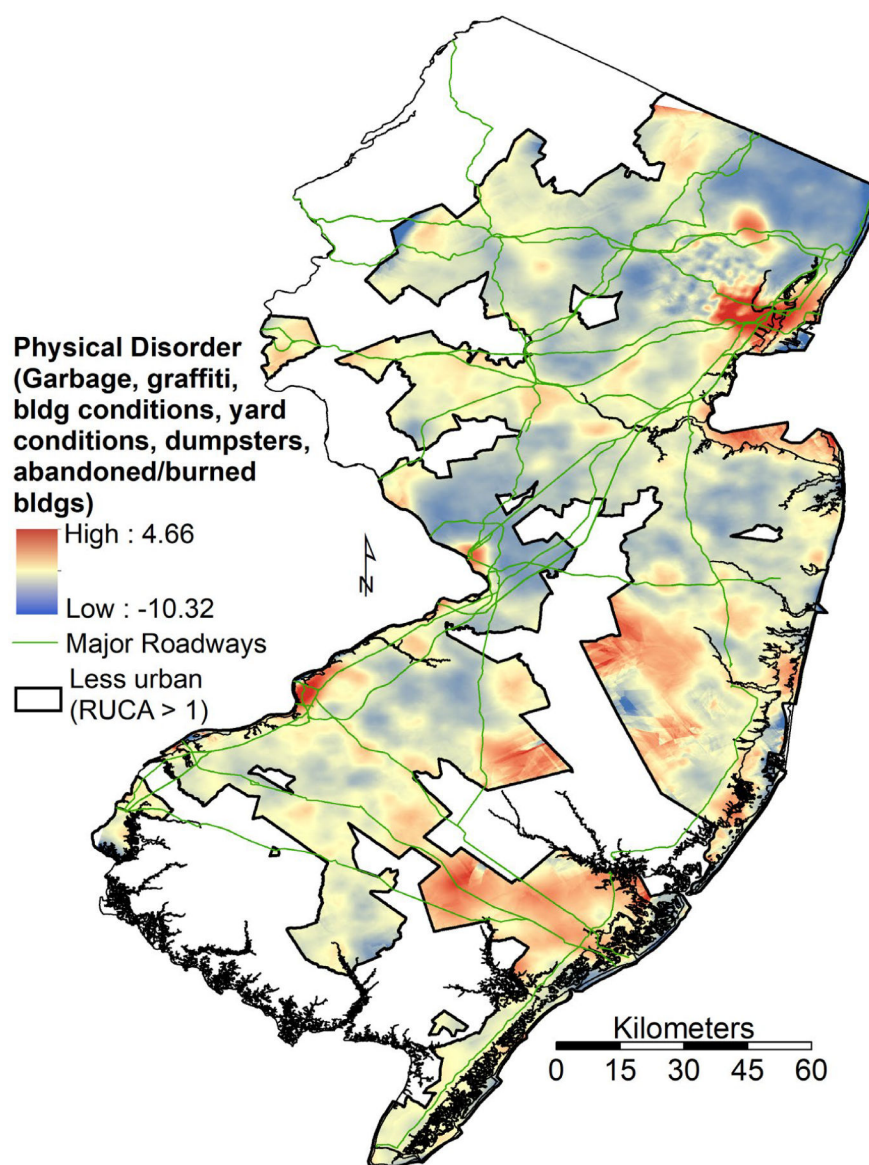 Physical Disorder
(Garbage, graffiti,
bldg conditions, yard
conditions, dumpsters,
abandoned/burned
bldgs)
High : 4.66
Low : -10.32
Major Roadways
Less urban
(RUCA > 1)
N
Kilometers
0 15 30 45 60